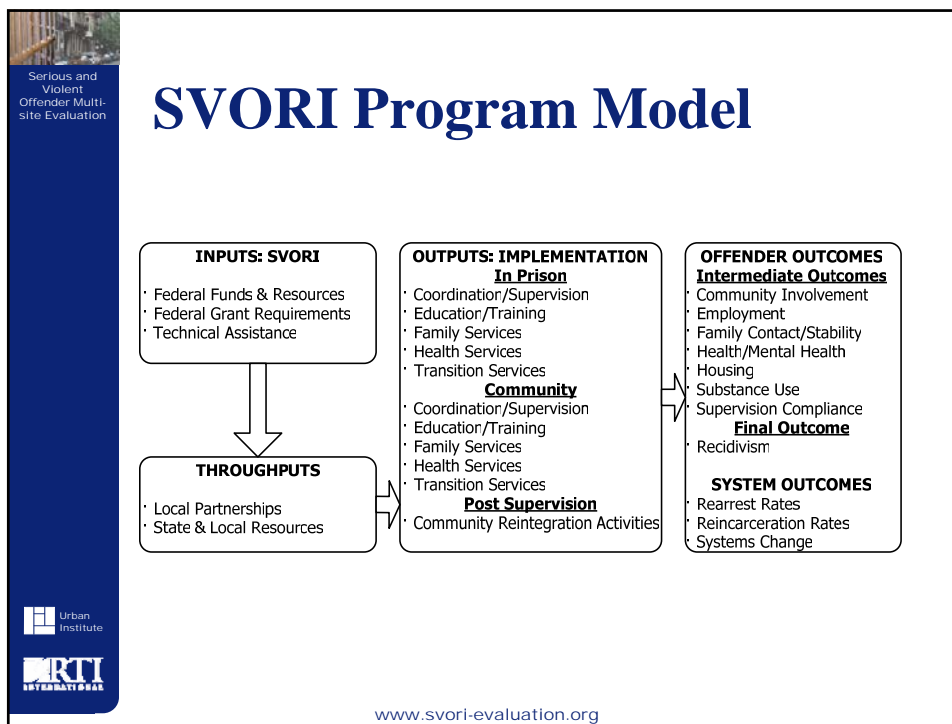 Serious and
Violent
Offender Multi-
site Evaluation
SVORI Program Model
INPUTS: SVORI
· Federal Funds & Resources
· Federal Grant Requirements
· Technical Assistance
THROUGHPUTS
· Local Partnerships
· State & Local Resources
OUTPUTS: IMPLEMENTATION
In Prison
· Coordination/Supervision
· Education/Training
· Family Services
· Health Services
· Transition Services
Community
· Coordination/Supervision
· Education/Training
· Family Services
· Health Services
· Transition Services
Post Supervision
· Community Reintegration Activities
OFFENDER OUTCOMES
Intermediate Outcomes
· Community Involvement
· Employment
· Family Contact/Stability
· Health/Mental Health
· Housing
· Substance Use
· Supervision Compliance
Final Outcome
· Recidivism
SYSTEM OUTCOMES
· Rearrest Rates
· Reincarceration Rates
· Systems Change
Urban
Institute
RTI
INTERNATIONAL
www.svori-evaluation.org